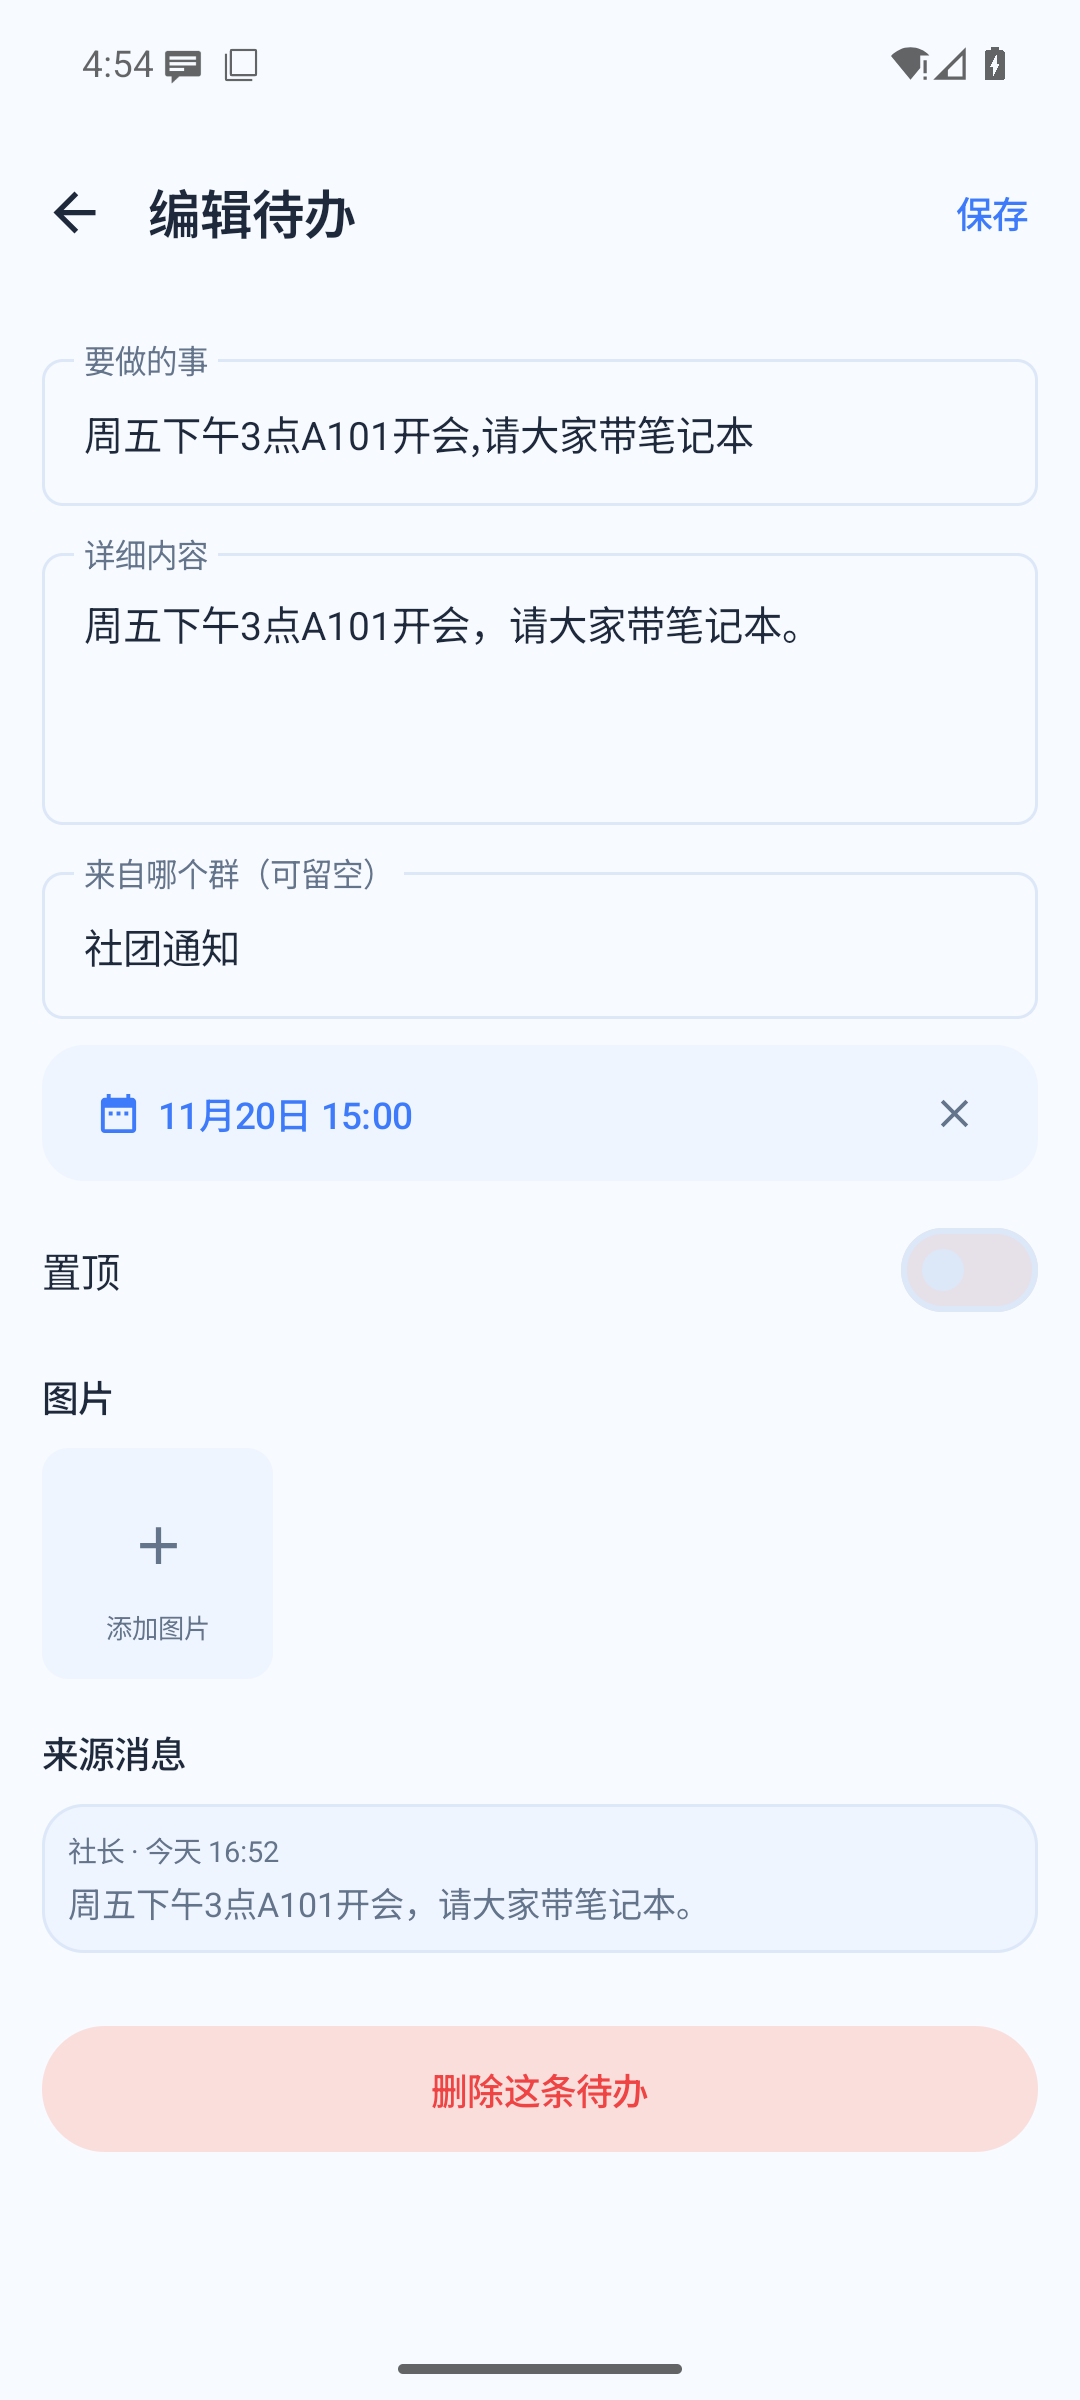 4:54
编辑待办
保存
要做的事
周五下午3点A101开会,请大家带笔记本
详细内容
周五下午3点A101开会，请大家带笔记本。
来自哪个群（可留空）
社团通知
11月20日 15:00
置顶
图片
添加图片
来源消息
社长 · 今天 16:52
周五下午3点A101开会，请大家带笔记本。
删除这条待办